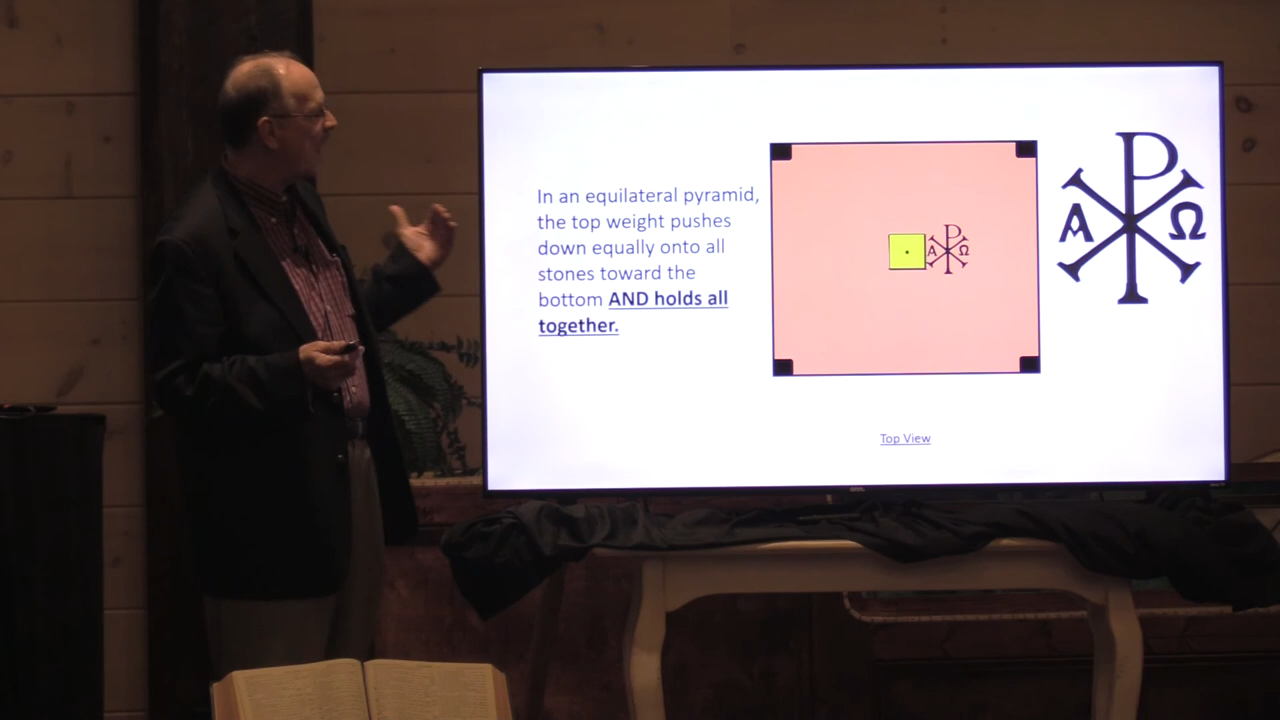 In an equilateral pyramid,
the top weight pushes
down equally onto all
stones toward the
bottom AND holds all
together.
Α Ρ Ω
Α Ρ Ω
Top View